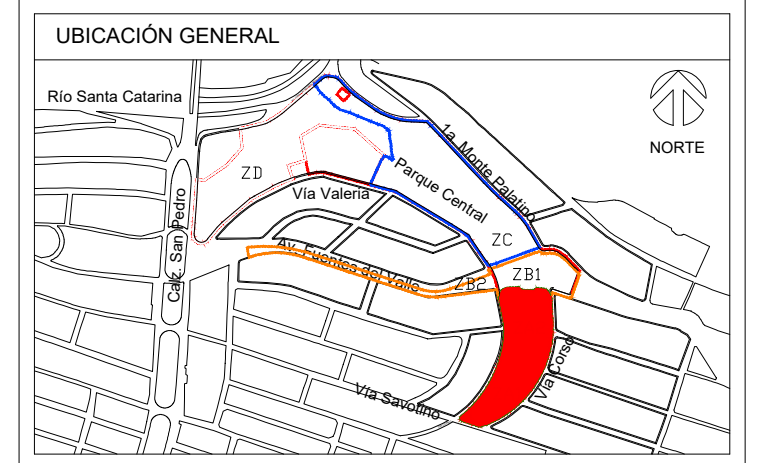 UBICACIÓN GENERAL
Río Santa Catarina
NORTE
1a. Monte Palatino
Parque Central
ZD
Vía Valeria
Calz. San Pedro
ZC
Av. Fuentes del Valle
ZB2
ZB1
Vía Corso
Vía Savotino